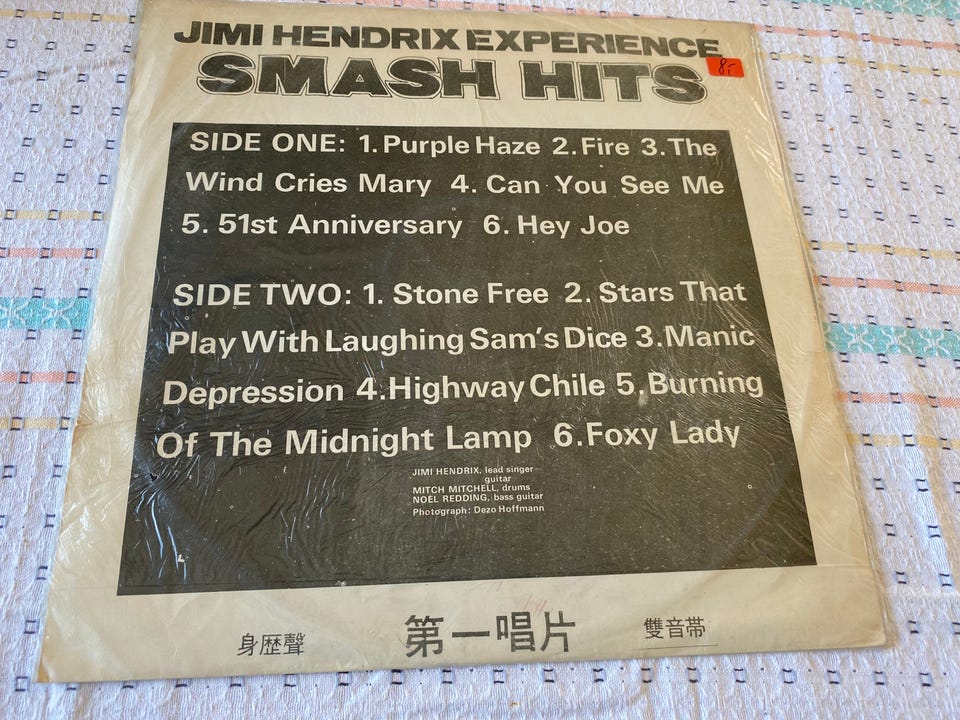 JIMI HENDRIX EXPERIENCE
SMASH HITS
8,-
SIDE ONE: 1. Purple Haze 2. Fire 3. The
Wind Cries Mary 4. Can You See Me
5. 51st Anniversary 6. Hey Joe
SIDE TWO: 1. Stone Free 2. Stars That
Play With Laughing Sam's Dice 3. Manic
Depression 4. Highway Chile 5. Burning
Of The Midnight Lamp 6. Foxy Lady
JIMI HENDRIX, lead singer
guitar
MITCH MITCHELL, drums
NOEL REDDING, bass guitar
Photograph: Dezo Hoffmann
身歷聲 第一唱片 雙音帶